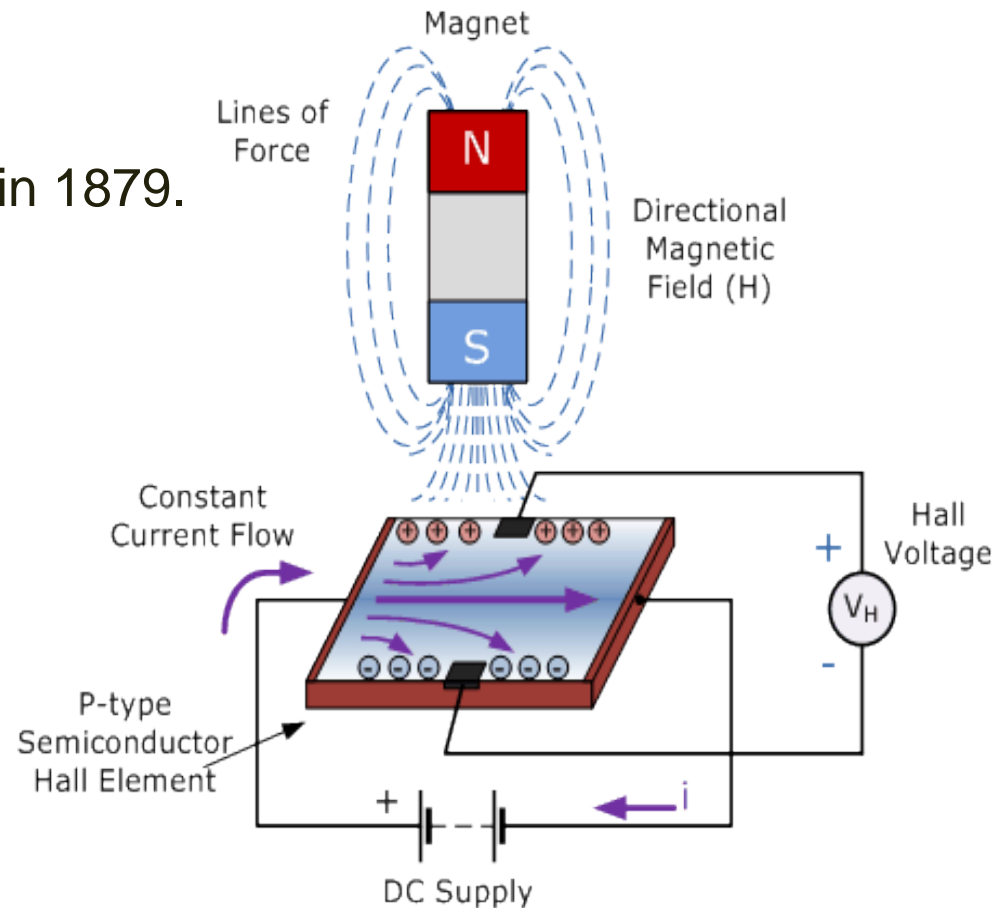 Magnet
Lines of
Force
N
in 1879.
Directional
Magnetic
Field (H)
S
Constant
Current Flow
Hall
Voltage
+ + + + + +
+
VH
-
- - - - - -
P-type
Semiconductor
Hall Element
+
i
DC Supply